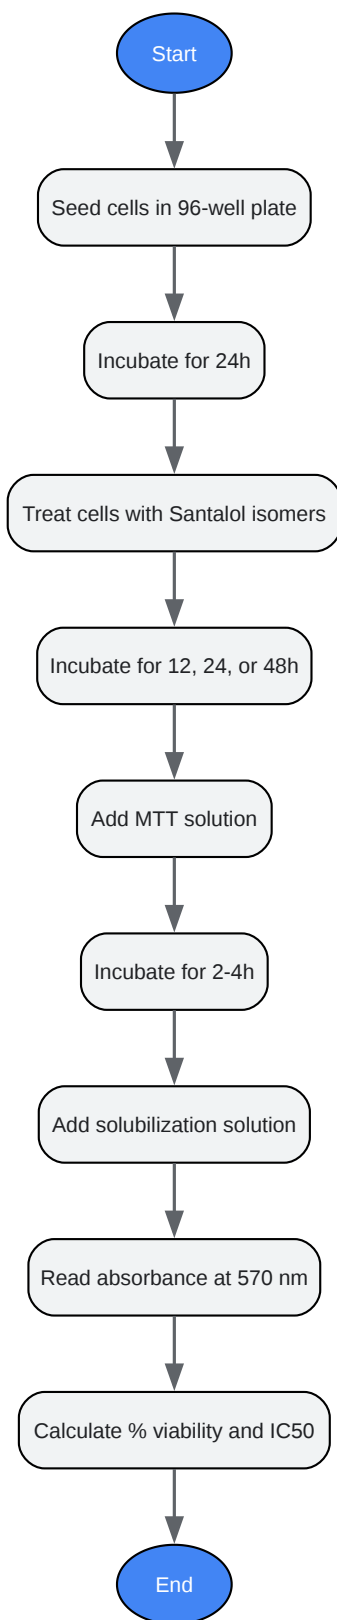 Start
Seed cells in 96-well plate
Incubate for 24h
Treat cells with Santalol isomers
Incubate for 12, 24, or 48h
Add MTT solution
Incubate for 2-4h
Add solubilization solution
Read absorbance at 570 nm
Calculate % viability and IC50
End